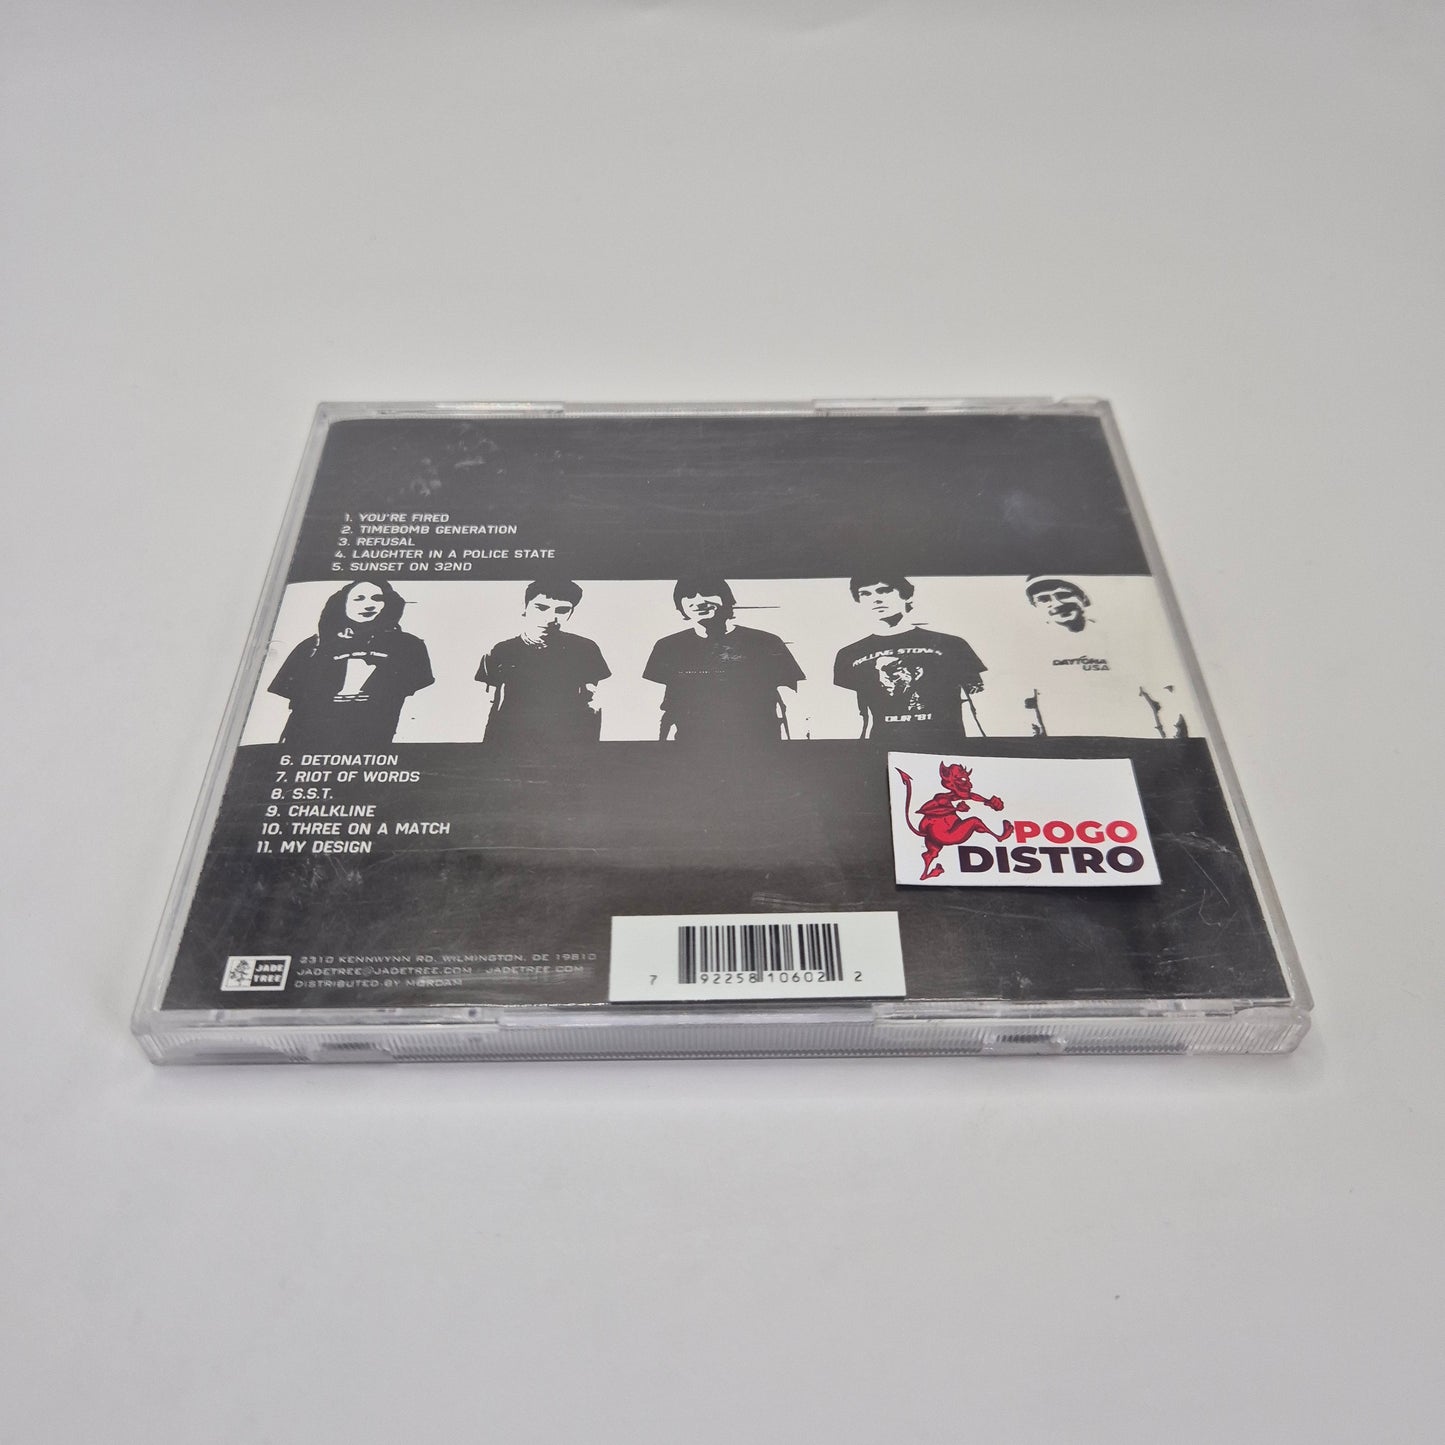 1. YOU'RE FIRED
2. TIMEBOMB GENERATION
3. REFUSAL
4. LAUGHTER IN A POLICE STATE
5. SUNSET ON 32ND
ROLLING STONES
TOUR '81
DAYTONA
USA
6. DETONATION
7. RIOT OF WORDS
8. S.S.T.
9. CHALKLINE
10. THREE ON A MATCH
11. MY DESIGN
POGO
DISTRO
JADE
TREE
2310 KENNWYNN RD. WILMINGTON, DE 19810
JADETREE@JADETREE.COM / JADETREE.COM
DISTRIBUTED BY MORDAM
7 92258 10602 2